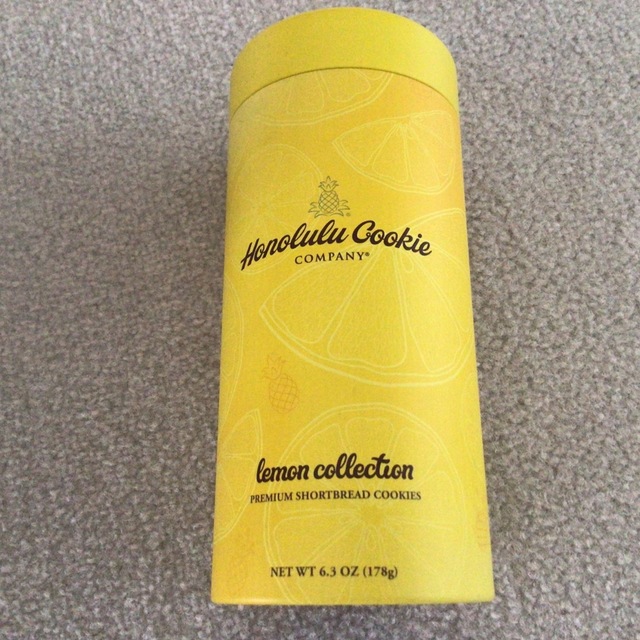 Honolulu Cookie
COMPANY®
lemon collection
PREMIUM SHORTBREAD COOKIES
NET WT 6.3 OZ (178g)